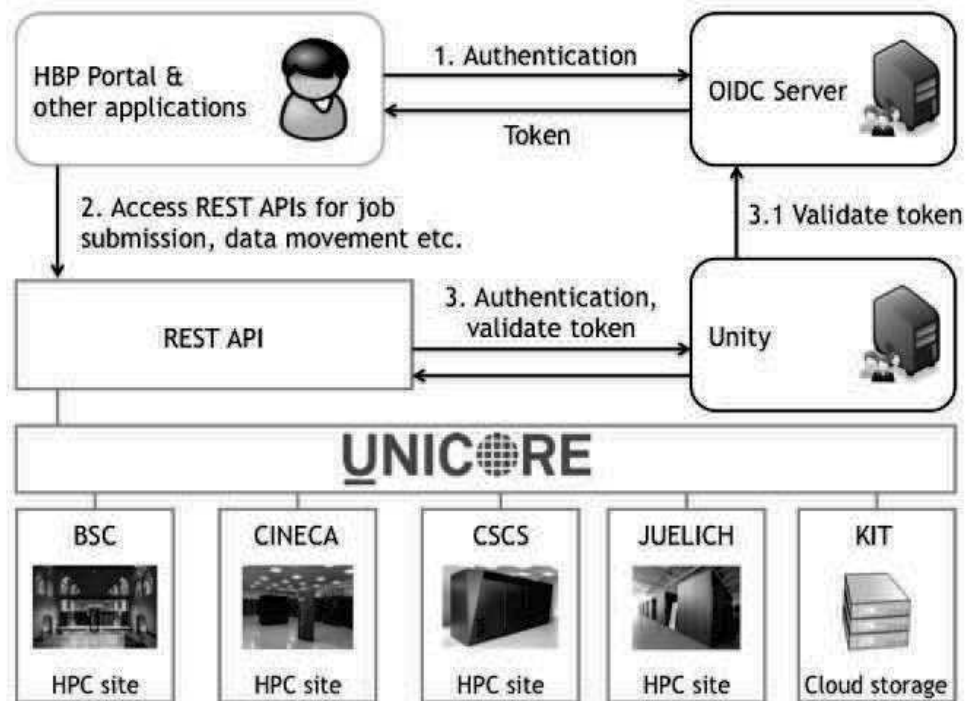 HBP Portal &
other applications
1. Authentication
Token
OIDC Server
2. Access REST APIs for job
submission, data movement etc.
3.1 Validate token
REST API
3. Authentication,
validate token
Unity
UNICORE
BSC
HPC site
CINECA
HPC site
CSCS
HPC site
JUELICH
HPC site
KIT
Cloud storage